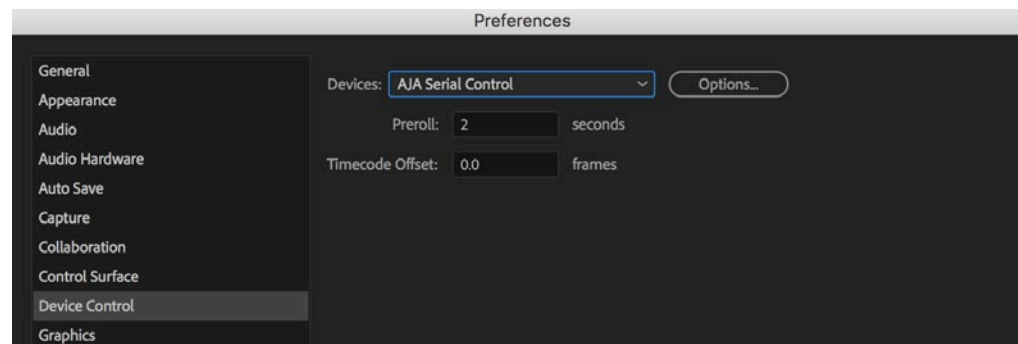 Preferences
General
Appearance
Audio
Audio Hardware
Auto Save
Capture
Collaboration
Control Surface
Device Control
Graphics
Devices: AJA Serial Control Options...
Preroll: 2 seconds
Timecode Offset: 0.0 frames